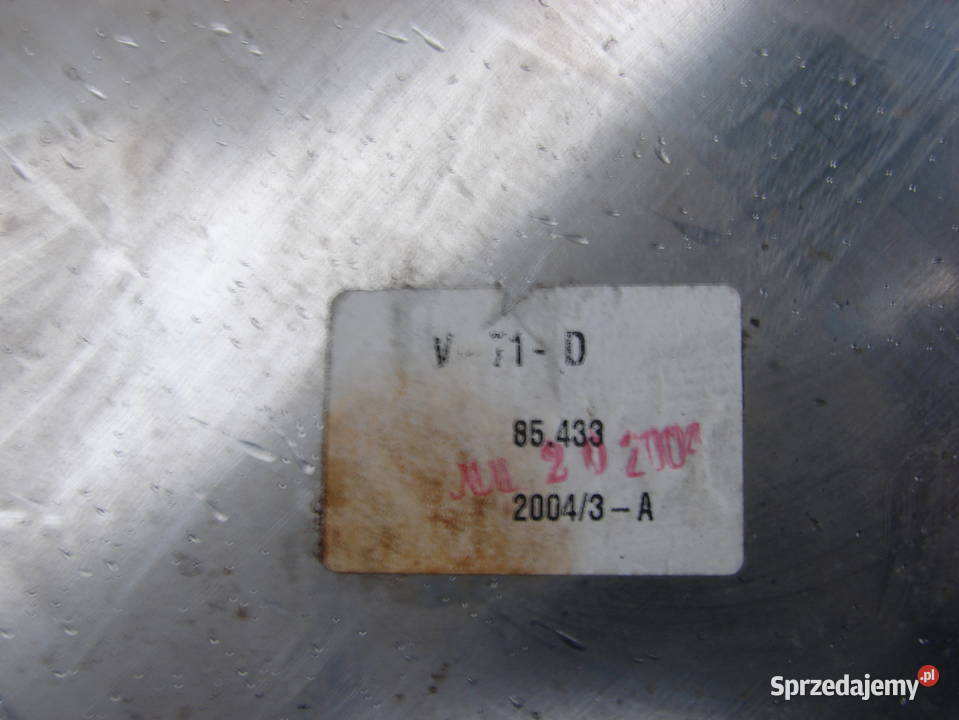 V-71-D
85.433
JUL 20 2004
2004/3-A
Sprzedajemy.pl